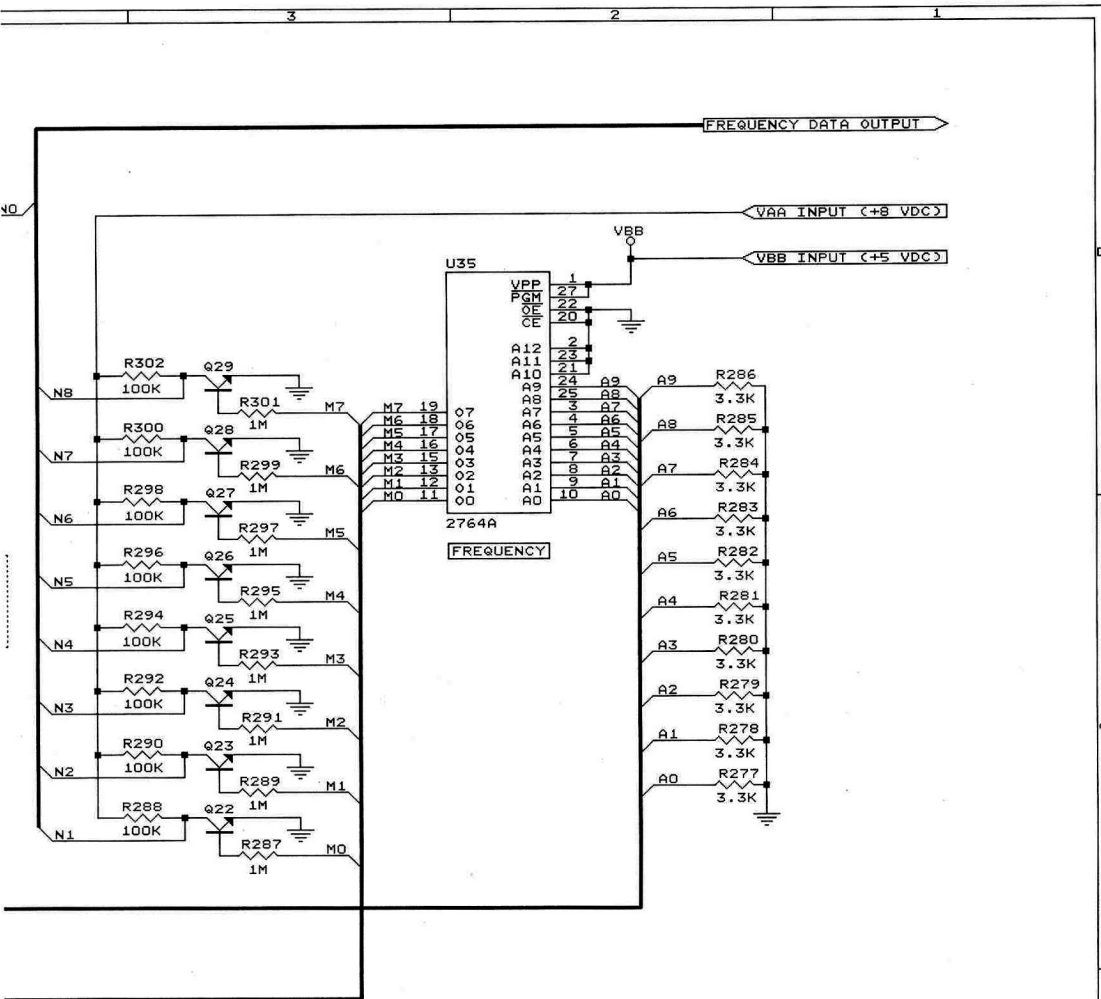 3 2 1
FREQUENCY DATA OUTPUT
N0
VAA INPUT (+8 VDC)
VBB
VBB INPUT (+5 VDC)
U35
VPP 1
PGM 27
OE 22
CE 20
A12 2
A11 23
A10 21
A9 24 A9
A8 25 A8
A7 3 A7
A6 4 A6
A5 5 A5
A4 6 A4
A3 7 A3
A2 8 A2
A1 9 A1
A0 10 A0
M7 19 O7
M6 18 O6
M5 17 O5
M4 16 O4
M3 15 O3
M2 13 O2
M1 12 O1
M0 11 O0
2764A
FREQUENCY
R302 Q29
100K
N8
R301 M7
1M
R300 Q28
100K
N7
R299 M6
1M
R298 Q27
100K
N6
R297 M5
1M
R296 Q26
100K
N5
R295 M4
1M
R294 Q25
100K
N4
R293 M3
1M
R292 Q24
100K
N3
R291 M2
1M
R290 Q23
100K
N2
R289 M1
1M
R288 Q22
100K
N1
R287 M0
1M
A9 R286
3.3K
A8 R285
3.3K
A7 R284
3.3K
A6 R283
3.3K
A5 R282
3.3K
A4 R281
3.3K
A3 R280
3.3K
A2 R279
3.3K
A1 R278
3.3K
A0 R277
3.3K